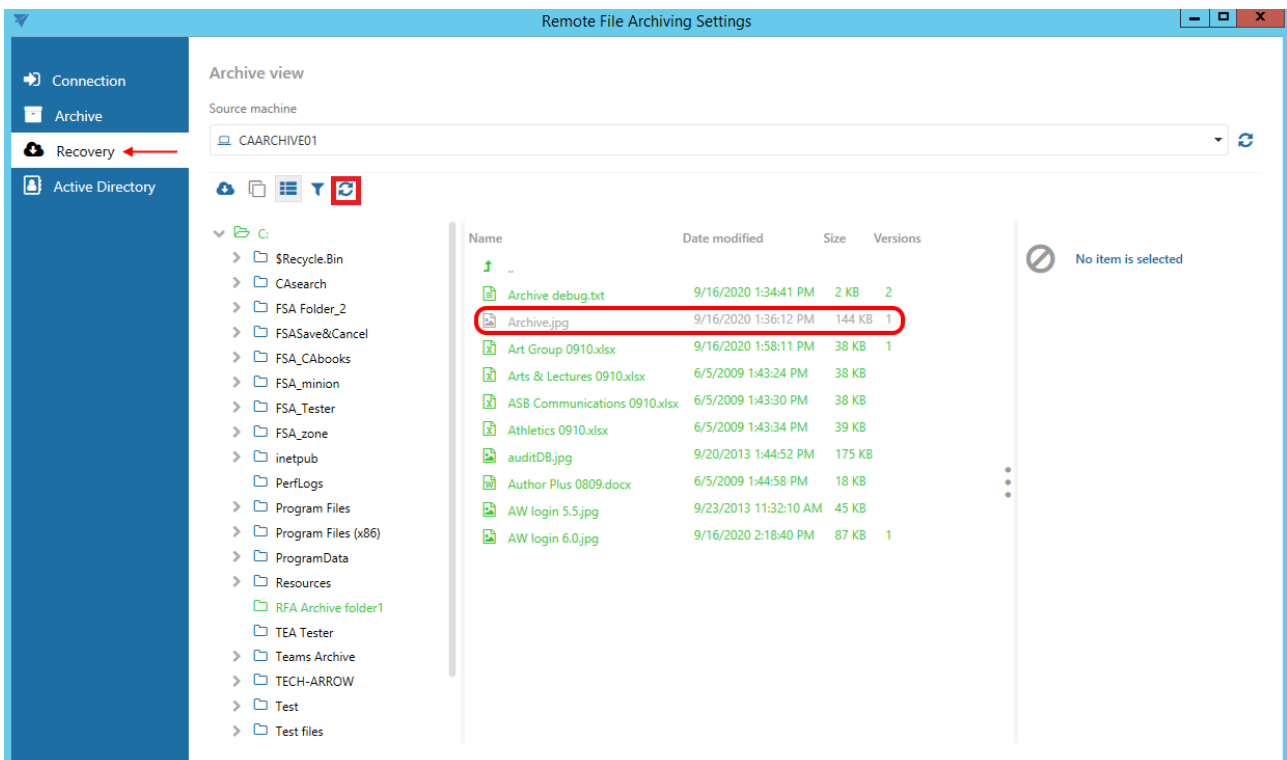 Remote File Archiving Settings
Connection
Archive
Recovery
Active Directory
Archive view
Source machine
CAARCHIVE01
C:
$Recycle.Bin
CAsearch
FSA Folder_2
FSASave&Cancel
FSA_CAbooks
FSA_minion
FSA_Tester
FSA_zone
inetpub
PerfLogs
Program Files
Program Files (x86)
ProgramData
Resources
RFA Archive folder1
TEA Tester
Teams Archive
TECH-ARROW
Test
Test files
Name Date modified Size Versions
..
Archive debug.txt 9/16/2020 1:34:41 PM 2 KB 2
Archive.jpg 9/16/2020 1:36:12 PM 144 KB 1
Art Group 0910.xlsx 9/16/2020 1:58:11 PM 38 KB 1
Arts & Lectures 0910.xlsx 6/5/2009 1:43:24 PM 38 KB
ASB Communications 0910.xlsx 6/5/2009 1:43:30 PM 38 KB
Athletics 0910.xlsx 6/5/2009 1:43:34 PM 39 KB
auditDB.jpg 9/20/2013 1:44:52 PM 175 KB
Author Plus 0809.docx 6/5/2009 1:44:58 PM 18 KB
AW login 5.5.jpg 9/23/2013 11:32:10 AM 45 KB
AW login 6.0.jpg 9/16/2020 2:18:40 PM 87 KB 1
No item is selected